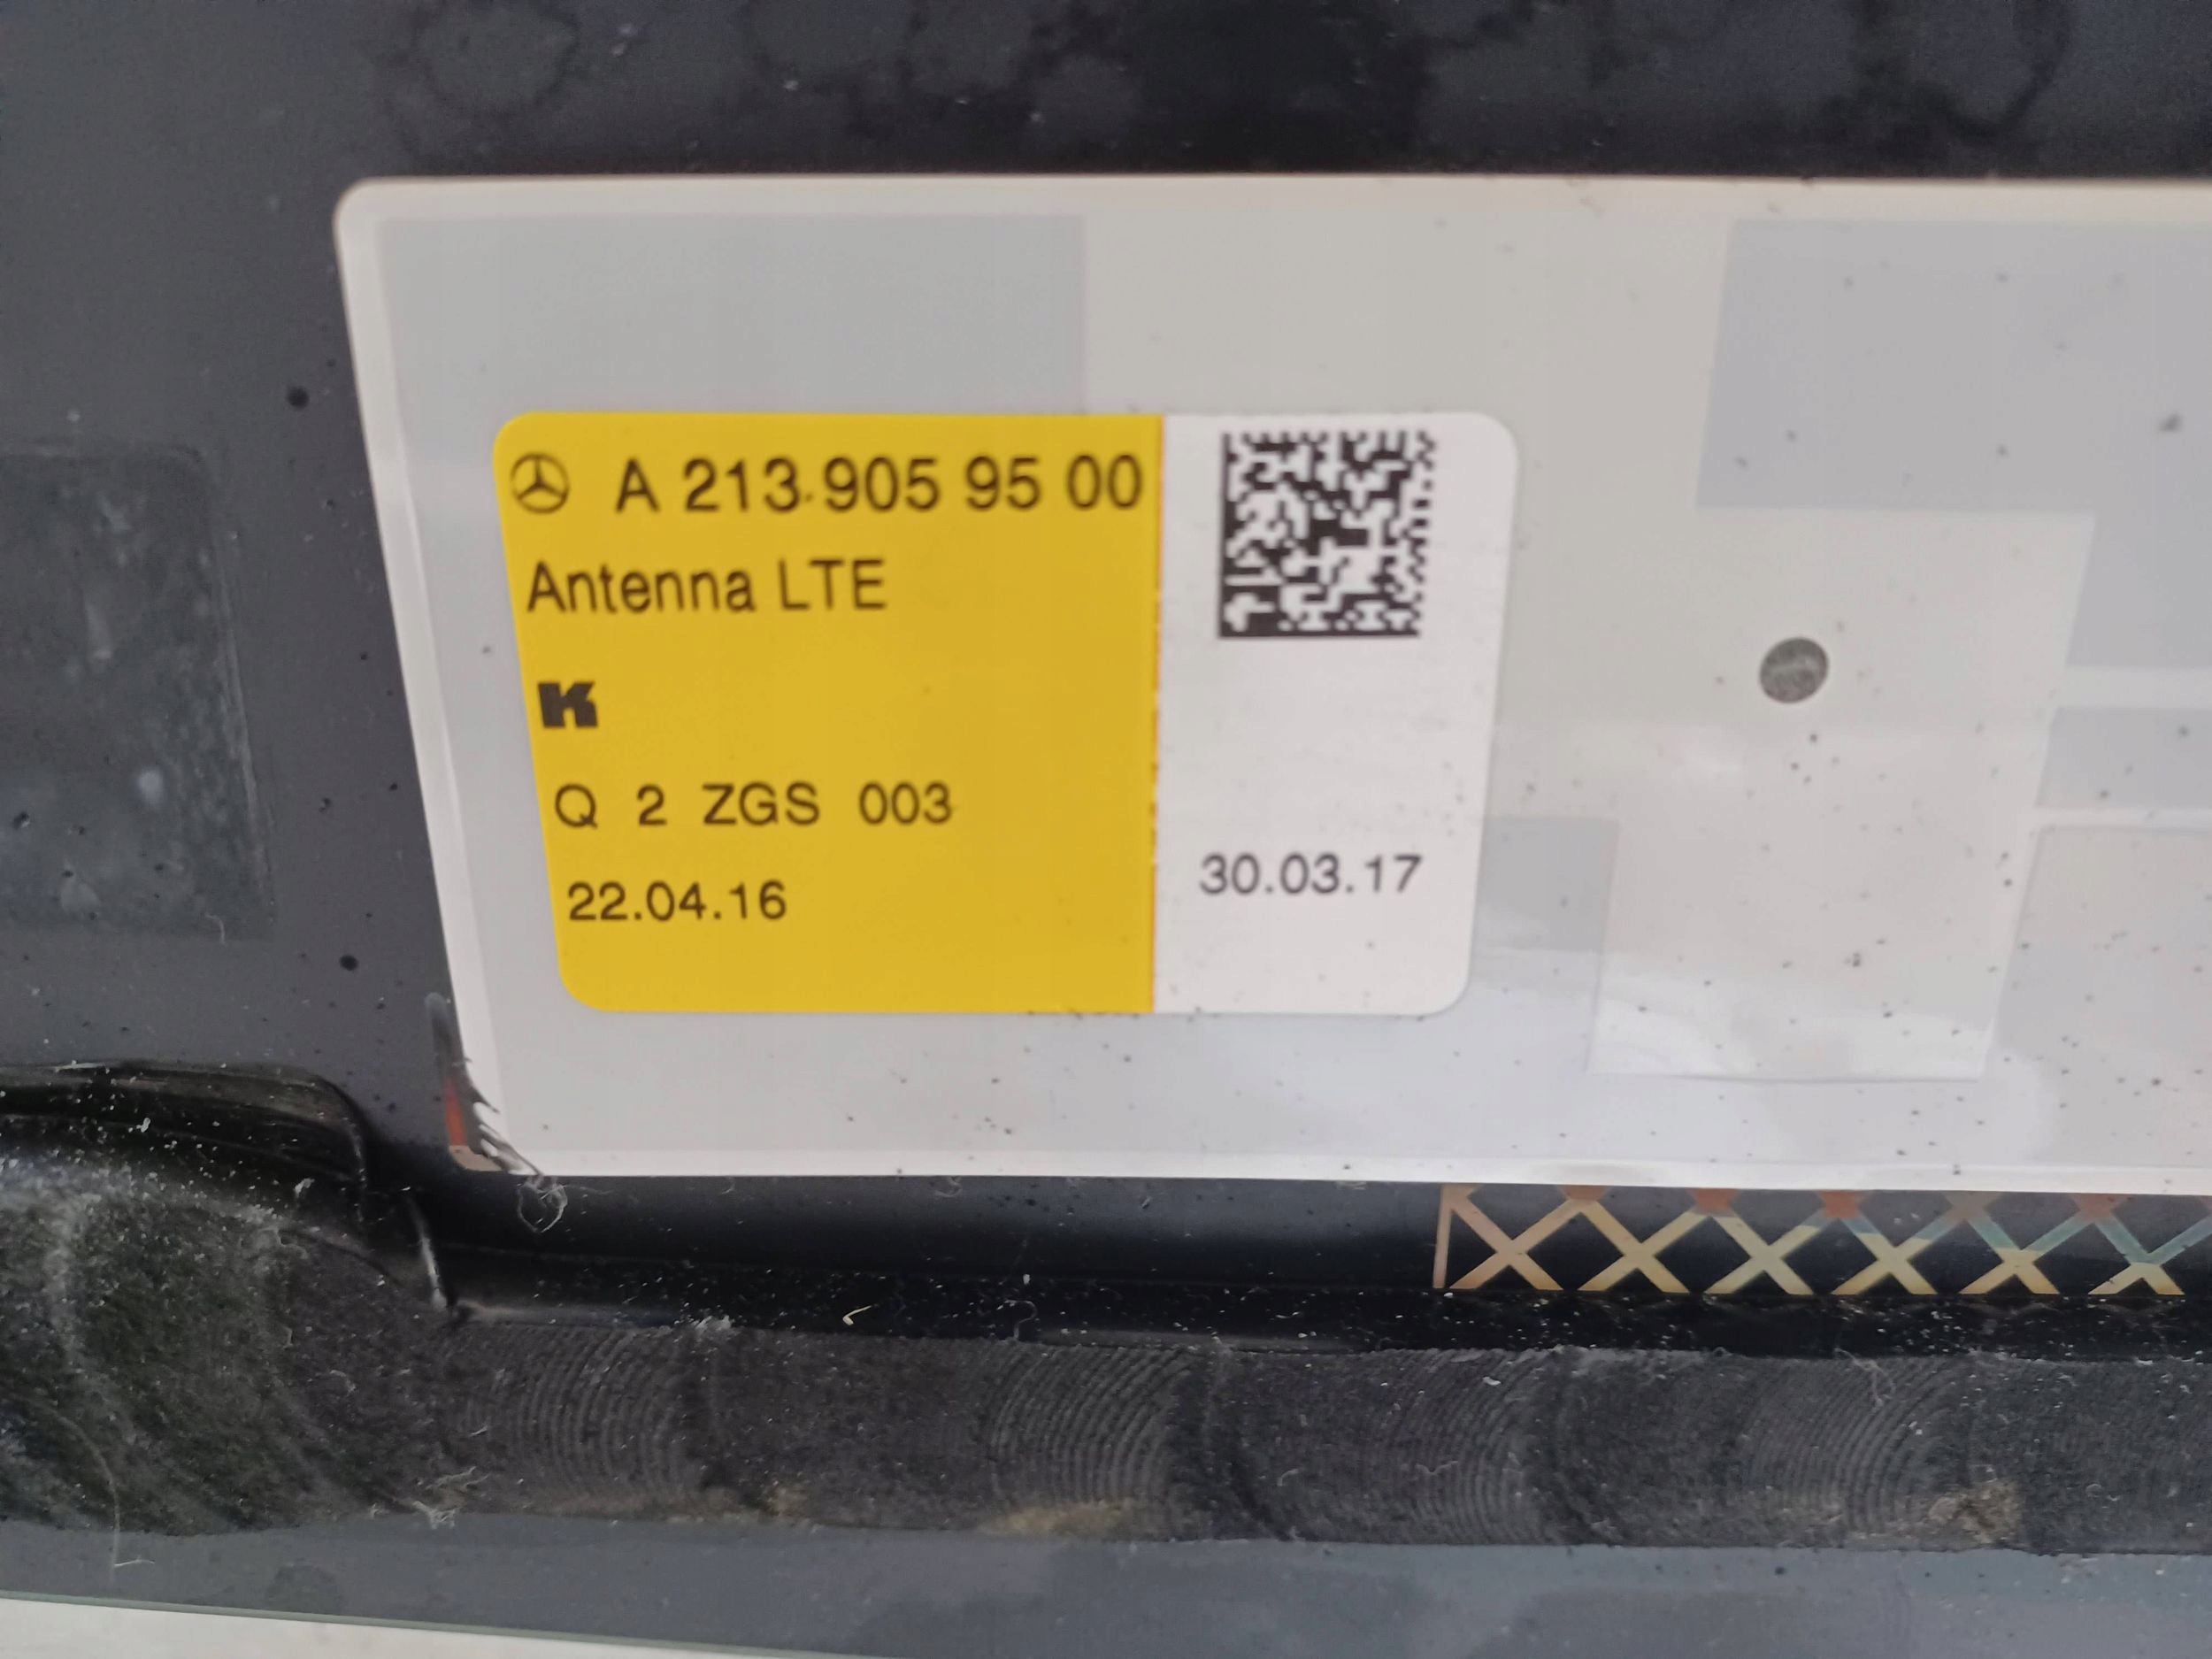 A 213 905 95 00
Antenna LTE
K
Q 2 ZGS 003
22.04.16
30.03.17